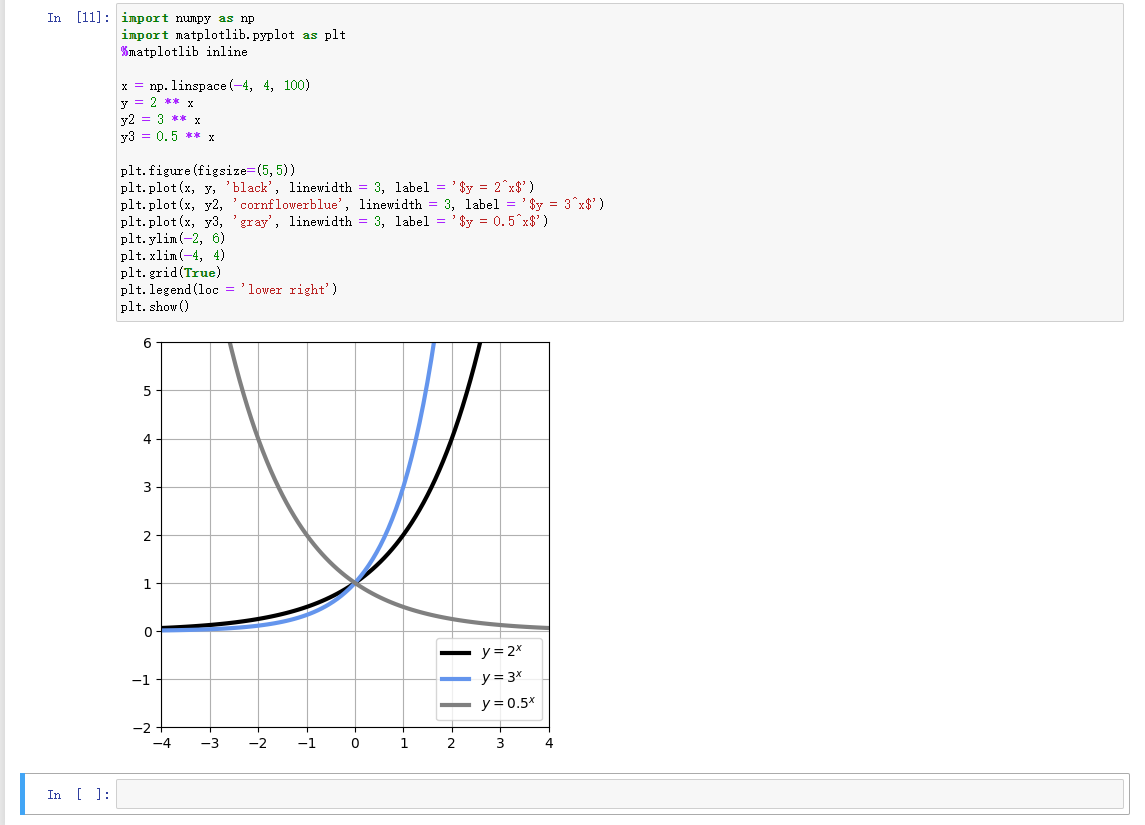 In [11]:
import numpy as np
import matplotlib.pyplot as plt
%matplotlib inline
x = np.linspace(-4, 4, 100)
y = 2 ** x
y2 = 3 ** x
y3 = 0.5 ** x
plt.figure(figsize=(5,5))
plt.plot(x, y, 'black', linewidth = 3, label = '$y = 2^x$')
plt.plot(x, y2, 'cornflowerblue', linewidth = 3, label = '$y = 3^x$')
plt.plot(x, y3, 'gray', linewidth = 3, label = '$y = 0.5^x$')
plt.ylim(-2, 6)
plt.xlim(-4, 4)
plt.grid(True)
plt.legend(loc = 'lower right')
plt.show()
6
5
4
3
2
1
0
−1
−2
y = 2^x
y = 3^x
y = 0.5^x
−4 −3 −2 −1 0 1 2 3 4
In [ ]: